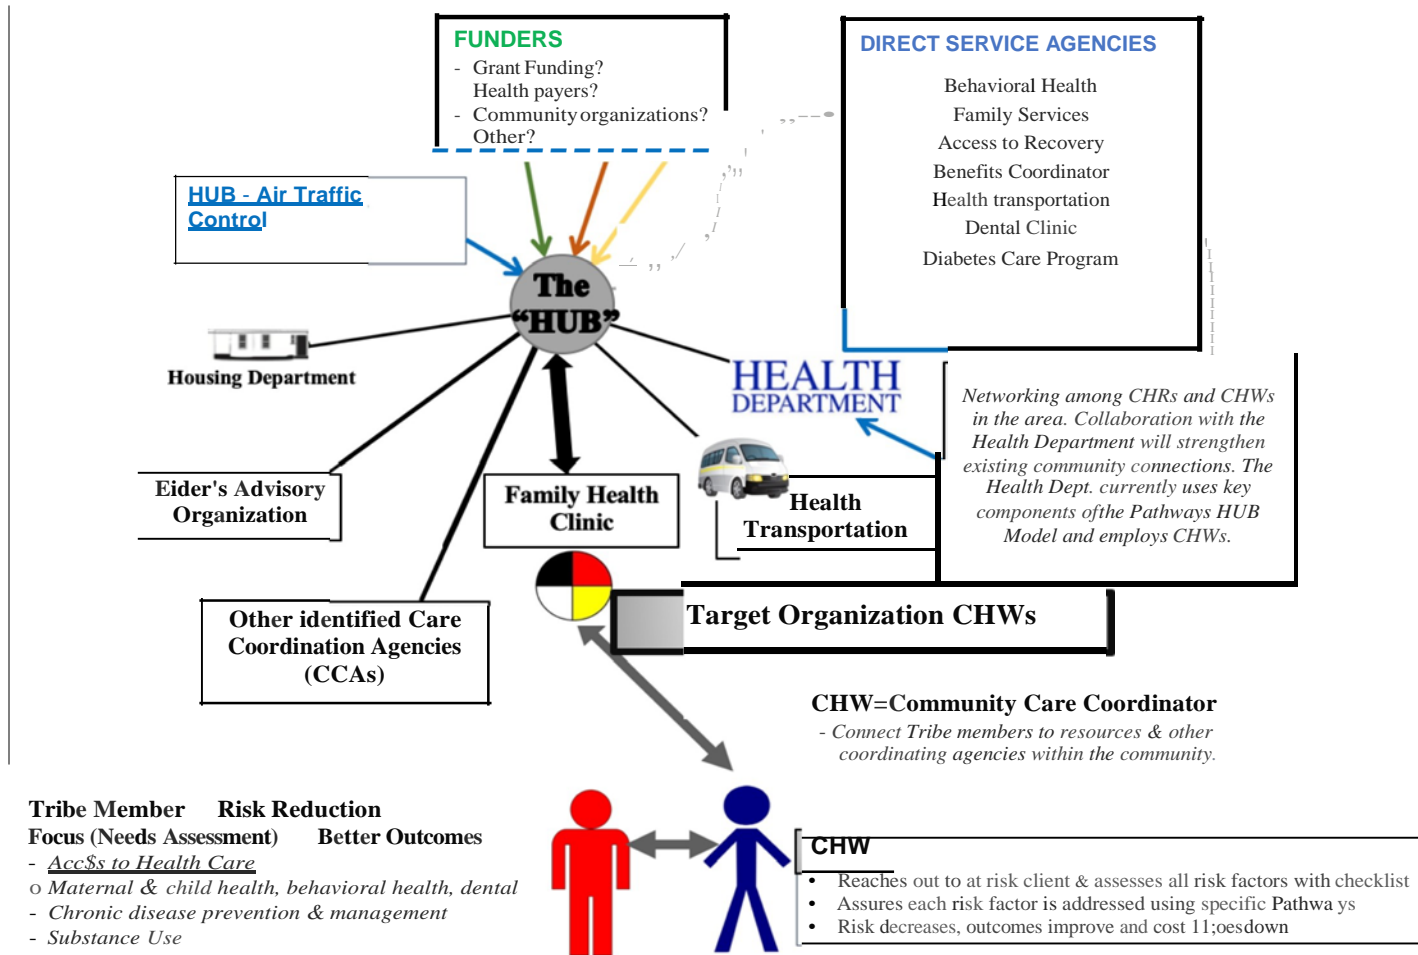 FUNDERS
- Grant Funding?
Health payers?
- Community organizations?
Other?
DIRECT SERVICE AGENCIES
Behavioral Health
Family Services
Access to Recovery
Benefits Coordinator
Health transportation
Dental Clinic
Diabetes Care Program
HUB - Air Traffic
Control
The
“HUB”
Housing Department
HEALTH
DEPARTMENT
Networking among CHRs and CHWs
in the area. Collaboration with the
Health Department will strengthen
existing community connections. The
Health Dept. currently uses key
components ofthe Pathways HUB
Model and employs CHWs.
Eider's Advisory
Organization
Family Health
Clinic
Health
Transportation
Other identified Care
Coordination Agencies
(CCAs)
Target Organization CHWs
CHW=Community Care Coordinator
- Connect Tribe members to resources & other
coordinating agencies within the community.
Tribe Member Risk Reduction
Focus (Needs Assessment) Better Outcomes
- Acc$s to Health Care
o Maternal & child health, behavioral health, dental
- Chronic disease prevention & management
- Substance Use
CHW
• Reaches out to at risk client & assesses all risk factors with checklist
• Assures each risk factor is addressed using specific Pathwa ys
• Risk decreases, outcomes improve and cost 11;oesdown